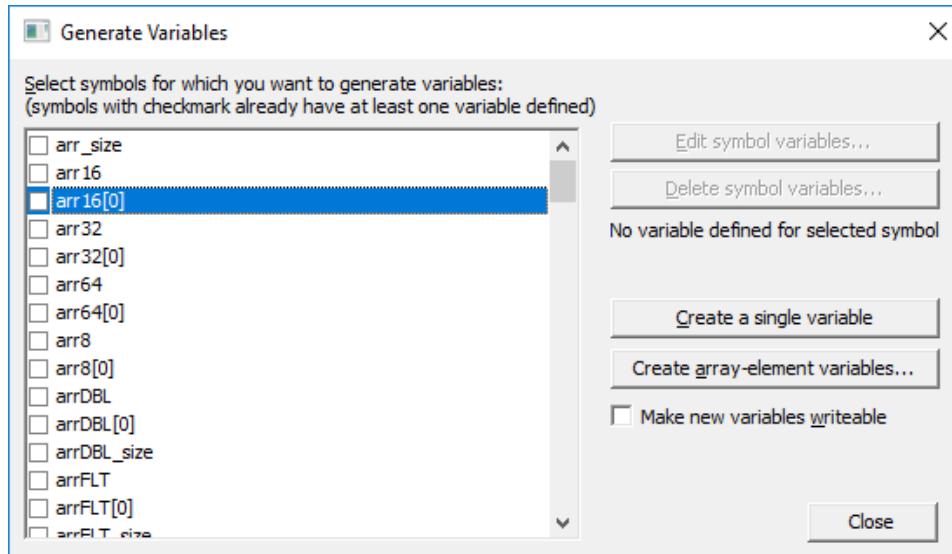 Generate Variables
Select symbols for which you want to generate variables:
(symbols with checkmark already have at least one variable defined)
arr_size
arr16
arr16[0]
arr32
arr32[0]
arr64
arr64[0]
arr8
arr8[0]
arrDBL
arrDBL[0]
arrDBL_size
arrFLT
arrFLT[0]
arrFLT_size
Edit symbol variables...
Delete symbol variables...
No variable defined for selected symbol
Create a single variable
Create array-element variables...
Make new variables writeable
Close